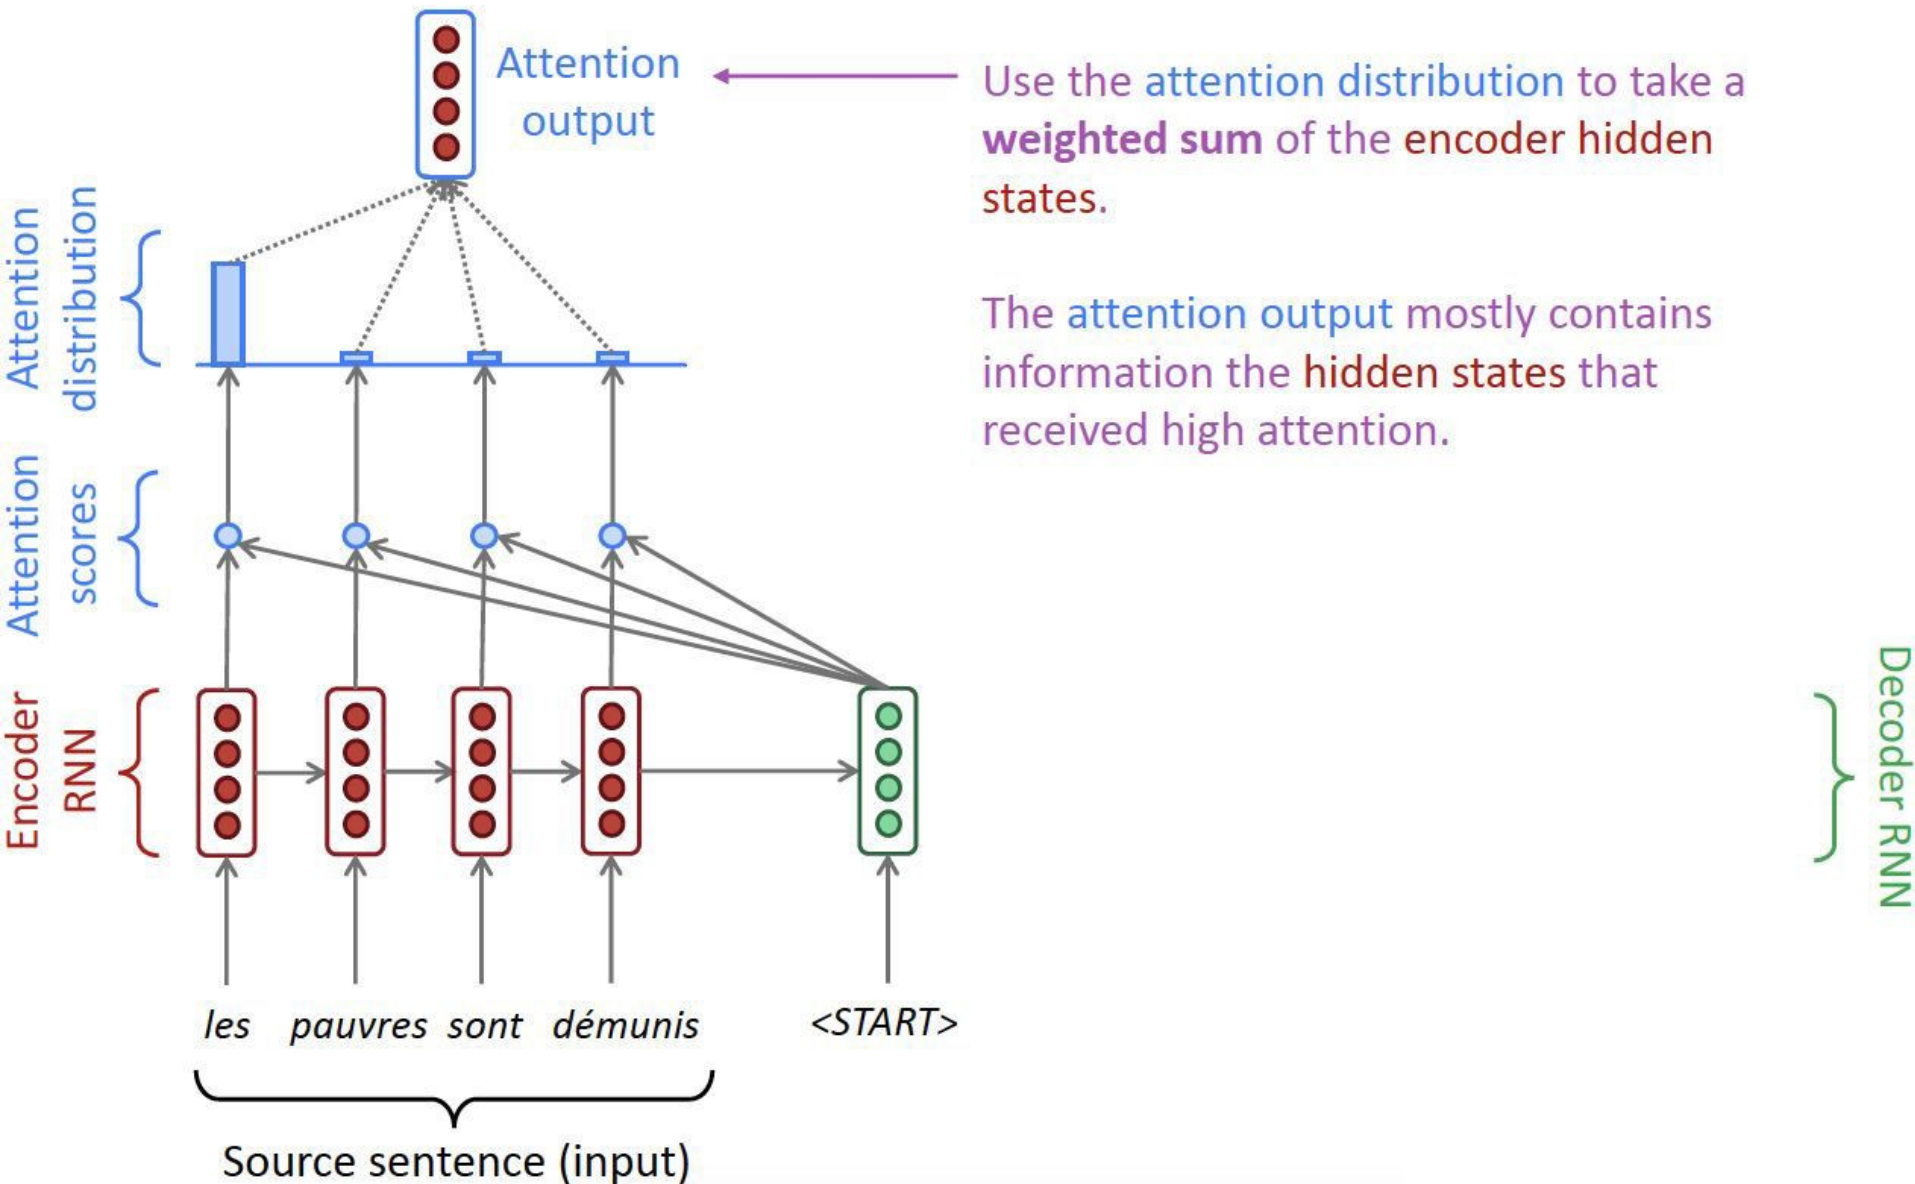 Attention
output
Use the attention distribution to take a
weighted sum of the encoder hidden
states.
The attention output mostly contains
information the hidden states that
received high attention.
Attention
distribution
Attention
scores
Encoder
RNN
Decoder RNN
les pauvres sont démunis <START>
Source sentence (input)